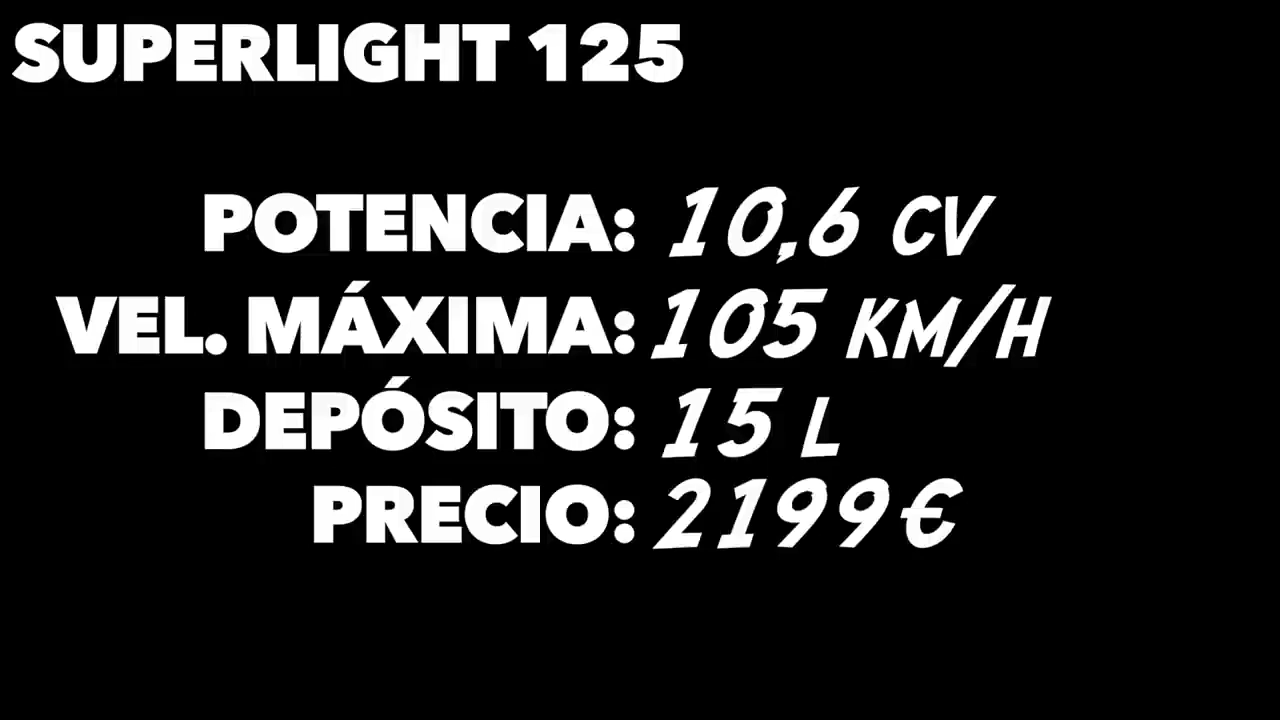 SUPERLIGHT 125
POTENCIA: 10,6 CV
VEL. MÁXIMA: 105 KM/H
DEPÓSITO: 15 L
PRECIO: 2199€